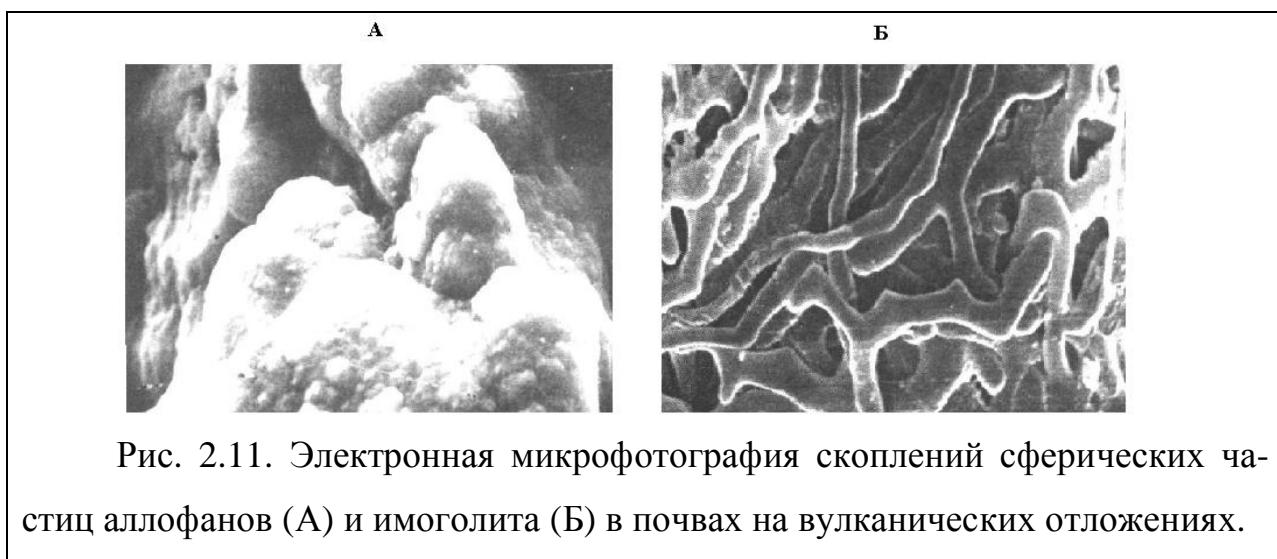 А Б
Рис. 2.11. Электронная микрофотография скоплений сферических ча-
стиц аллофанов (А) и имоголита (Б) в почвах на вулканических отложениях.